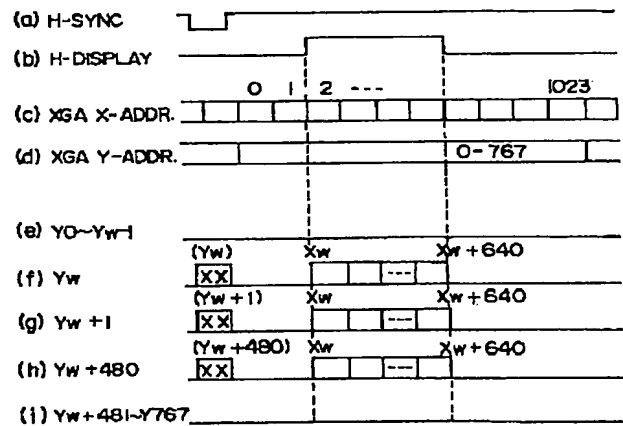 (a) H-SYNC
(b) H-DISPLAY
0 1 2 --- 1023
(c) XGA X-ADDR.
(d) XGA Y-ADDR. 0-767
(e) Y0~Yw-1
(Yw) Xw Xw+640
(f) Yw XX ---
(Yw+1) Xw Xw+640
(g) Yw+1 XX ---
(Yw+480) Xw Xw+640
(h) Yw+480 XX ---
(i) Yw+481~Y767